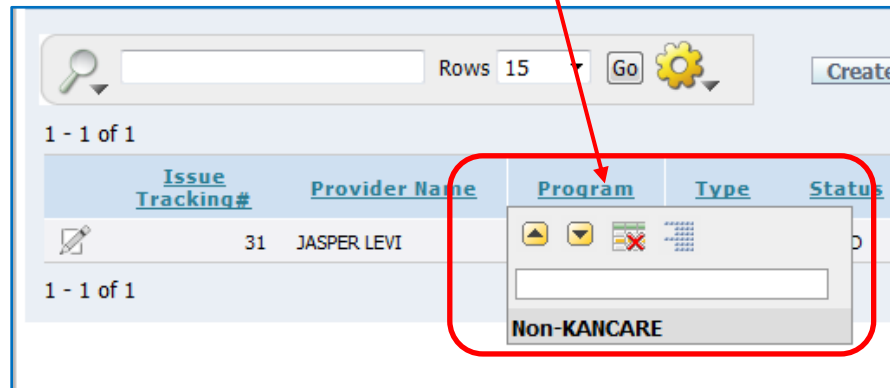 Rows 15 Go Create
1 - 1 of 1
Issue Tracking# Provider Name Program Type Status
31 JASPER LEVI
1 - 1 of 1
Non-KANCARE